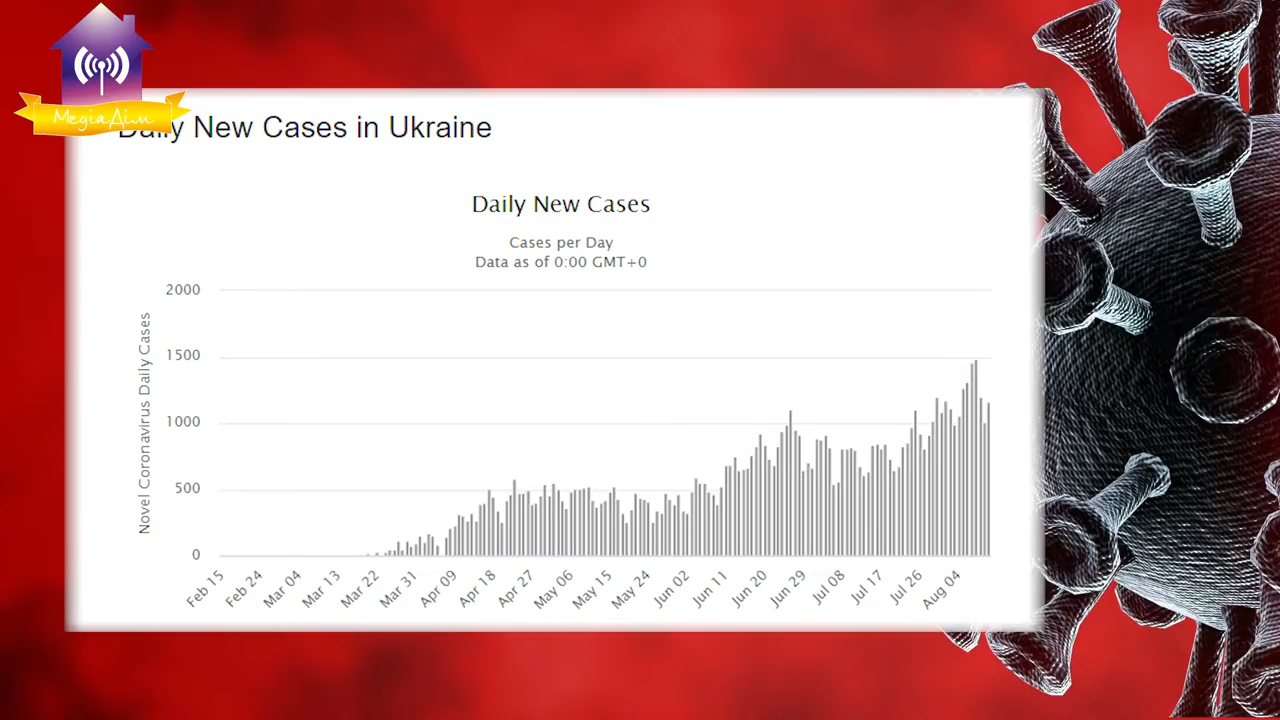 МедіаДім
Daily New Cases in Ukraine
Daily New Cases
Cases per Day
Data as of 0:00 GMT+0
Novel Coronavirus Daily Cases
2000
1500
1000
500
0
Feb 15
Feb 24
Mar 04
Mar 13
Mar 22
Mar 31
Apr 09
Apr 18
Apr 27
May 06
May 15
May 24
Jun 02
Jun 11
Jun 20
Jun 29
Jul 08
Jul 17
Jul 26
Aug 04